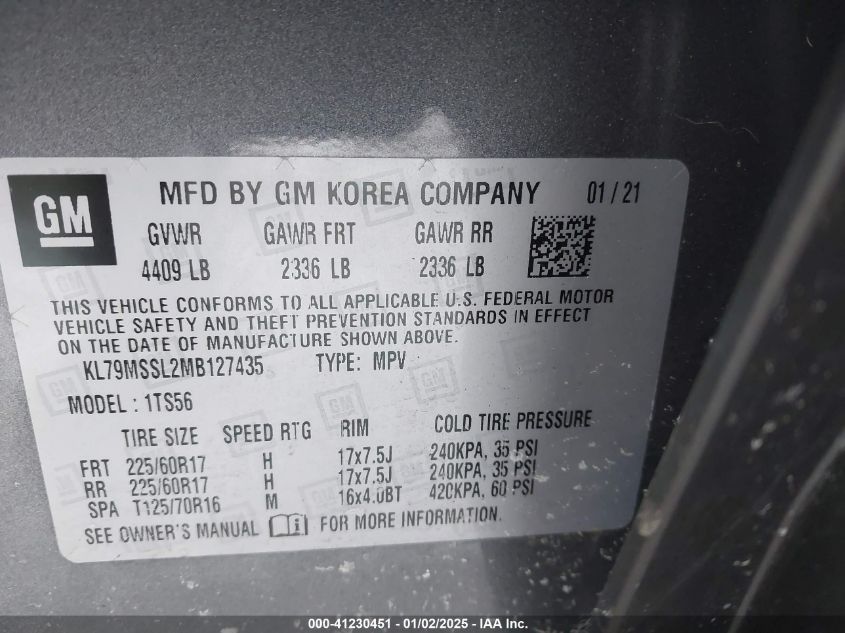 GM MFD BY GM KOREA COMPANY 01/21
GVWR GAWR FRT GAWR RR
4409 LB 2336 LB 2336 LB
THIS VEHICLE CONFORMS TO ALL APPLICABLE U.S. FEDERAL MOTOR
VEHICLE SAFETY AND THEFT PREVENTION STANDARDS IN EFFECT
ON THE DATE OF MANUFACTURE SHOWN ABOVE.
KL79MSSL2MB127435 TYPE: MPV
MODEL: 1TS56
TIRE SIZE SPEED RTG RIM COLD TIRE PRESSURE
FRT 225/60R17 H 17x7.5J 240KPA, 35 PSI
RR 225/60R17 H 17x7.5J 240KPA, 35 PSI
SPA T125/70R16 M 16x4.0BT 420KPA, 60 PSI
SEE OWNER'S MANUAL FOR MORE INFORMATION.
000-41230451 - 01/02/2025 - IAA Inc.